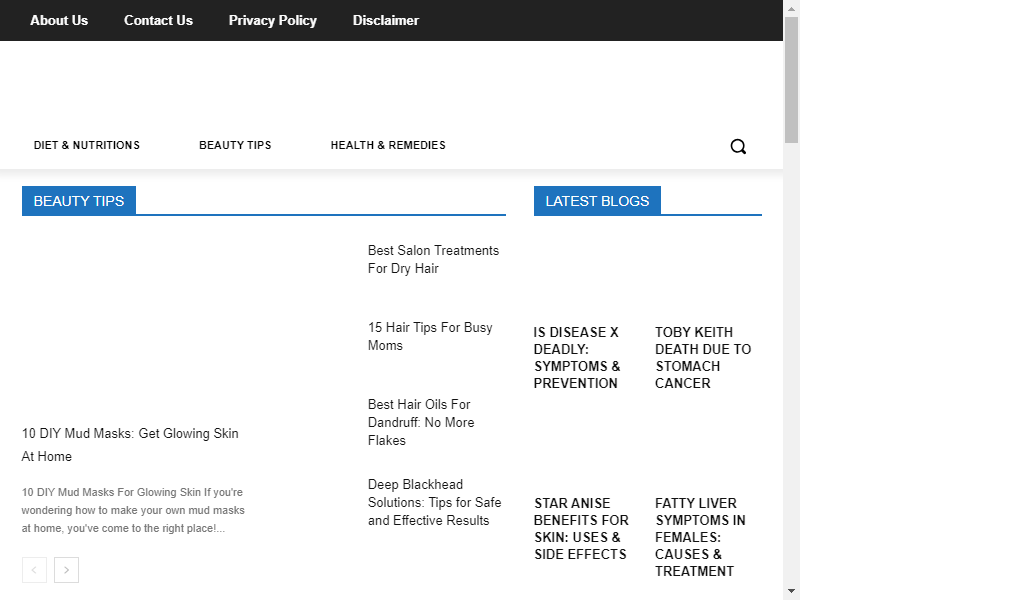 About Us Contact Us Privacy Policy Disclaimer
DIET & NUTRITIONS BEAUTY TIPS HEALTH & REMEDIES
BEAUTY TIPS
10 DIY Mud Masks: Get Glowing Skin
At Home
10 DIY Mud Masks For Glowing Skin If you're
wondering how to make your own mud masks
at home, you've come to the right place!...
Best Salon Treatments
For Dry Hair
15 Hair Tips For Busy
Moms
Best Hair Oils For
Dandruff: No More
Flakes
Deep Blackhead
Solutions: Tips for Safe
and Effective Results
LATEST BLOGS
IS DISEASE X
DEADLY:
SYMPTOMS &
PREVENTION
TOBY KEITH
DEATH DUE TO
STOMACH
CANCER
STAR ANISE
BENEFITS FOR
SKIN: USES &
SIDE EFFECTS
FATTY LIVER
SYMPTOMS IN
FEMALES:
CAUSES &
TREATMENT